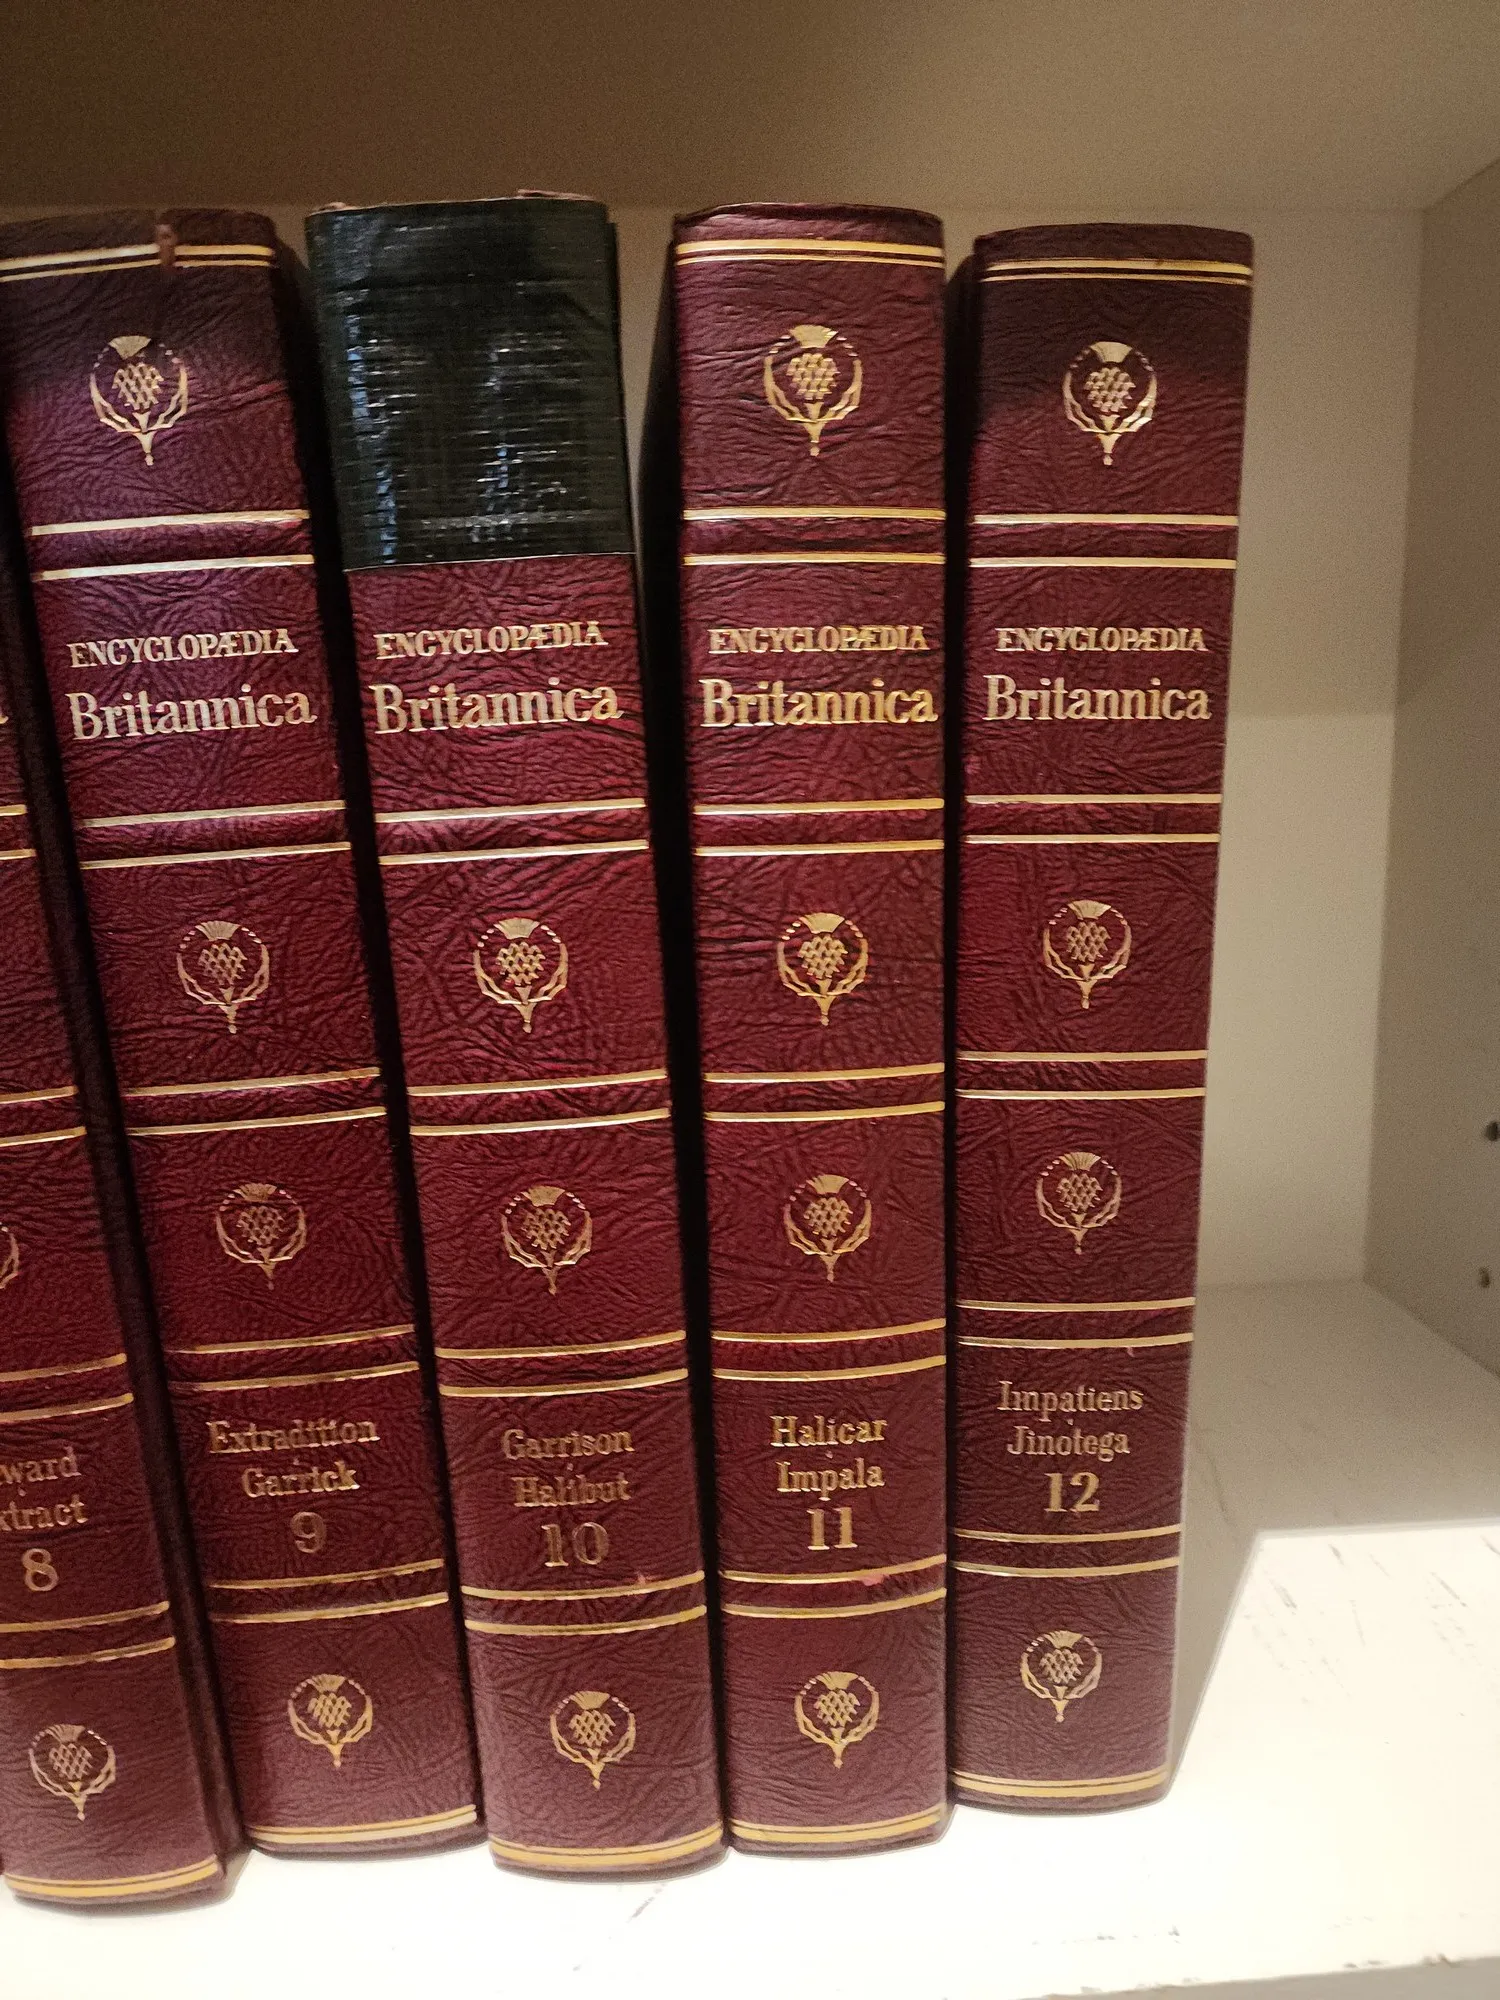 ward
xtract
8
ENCYCLOPÆDIA
Britannica
Extradition
Garrick
9
ENCYCLOPÆDIA
Britannica
Garrison
Halibut
10
ENCYCLOPÆDIA
Britannica
Halicar
Impala
11
ENCYCLOPÆDIA
Britannica
Impatiens
Jinotega
12